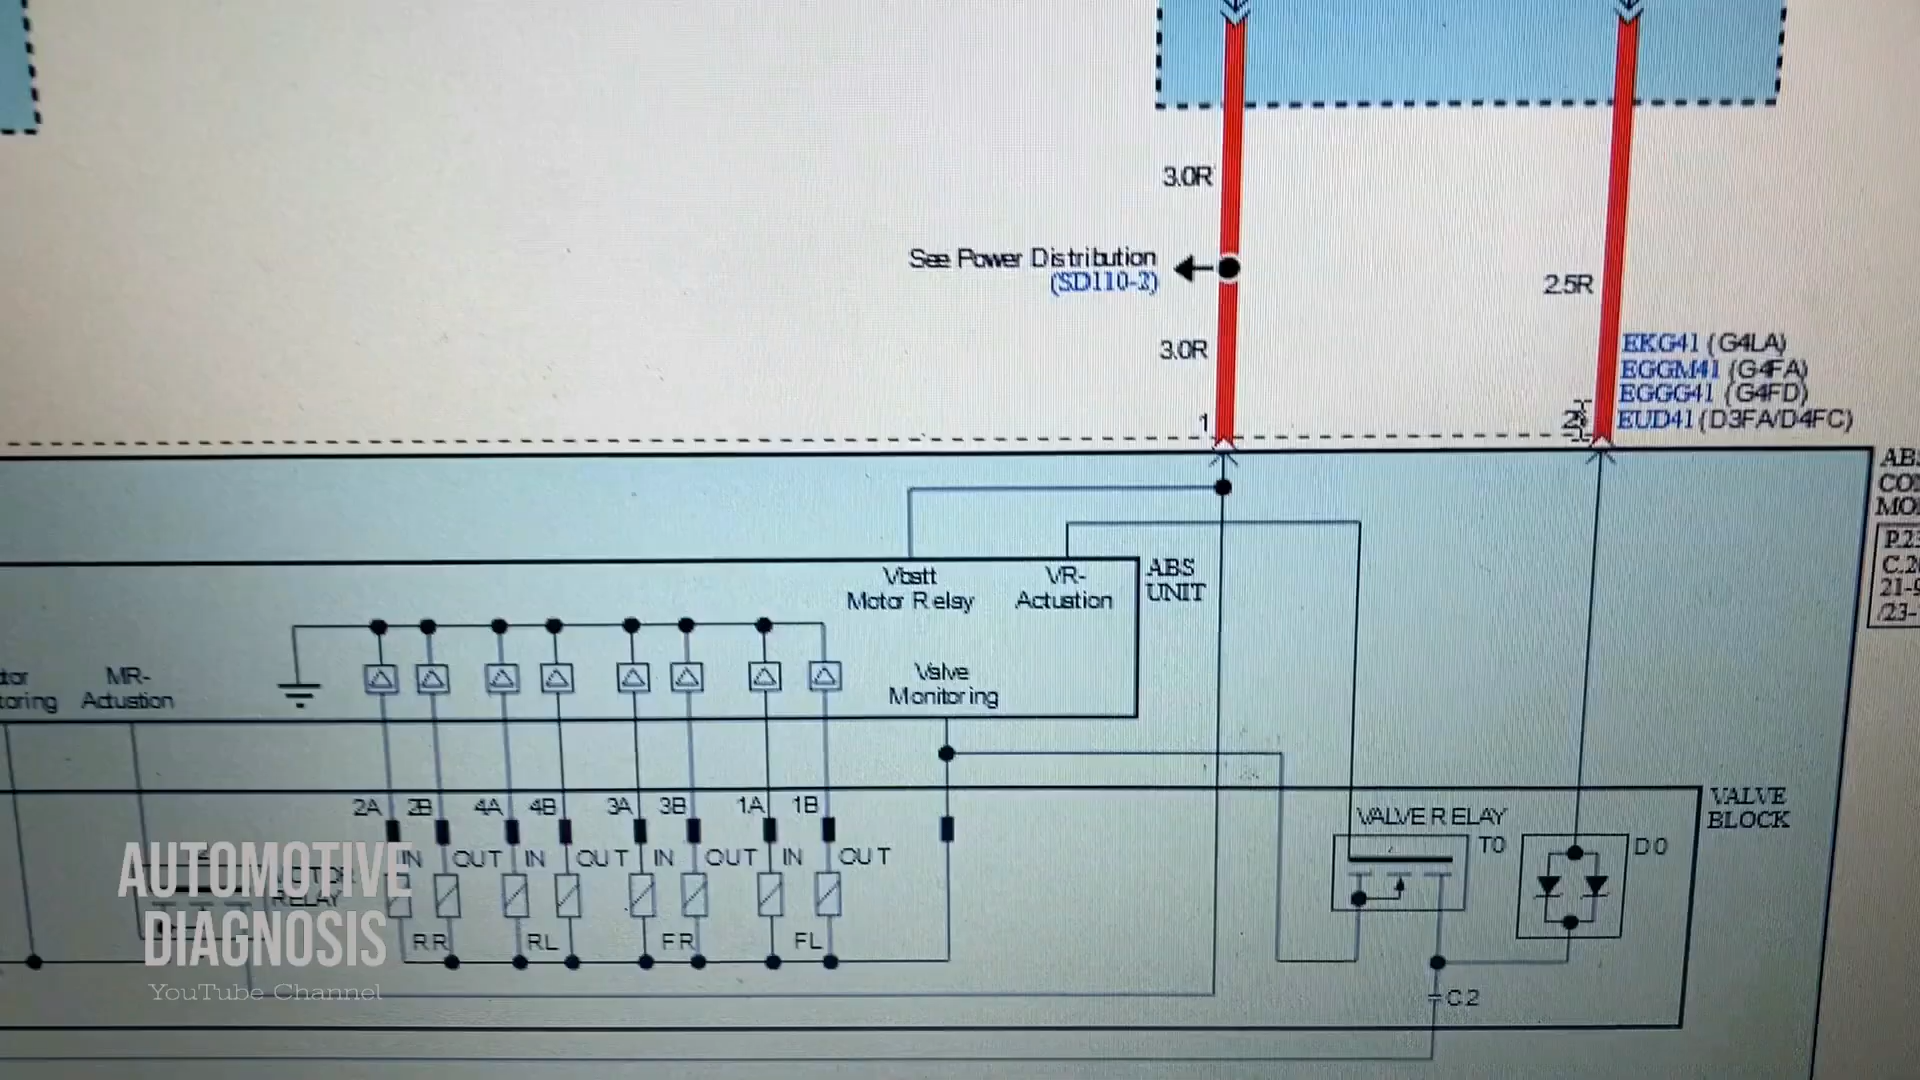 3.0R
See Power Distribution
(SD110-2)
2.5R
3.0R
EKG41 (G4LA)
EGGM41 (G4FA)
EGGG41 (G4FD)
1
2
EUD41 (D3FA/D4FC)
ABS
Vbatt
Motor Relay
VR-
Actuation
ABS
UNIT
MR-
Actuation
Valve
Monitoring
2A 2B 4A 4B 3A 3B 1A 1B
VALVE
BLOCK
VALVE RELAY
T0
D0
IN OUT IN OUT IN OUT IN OUT
RELAY
RR RL FR FL
C2
AUTOMOTIVE
DIAGNOSIS
YouTube Channel